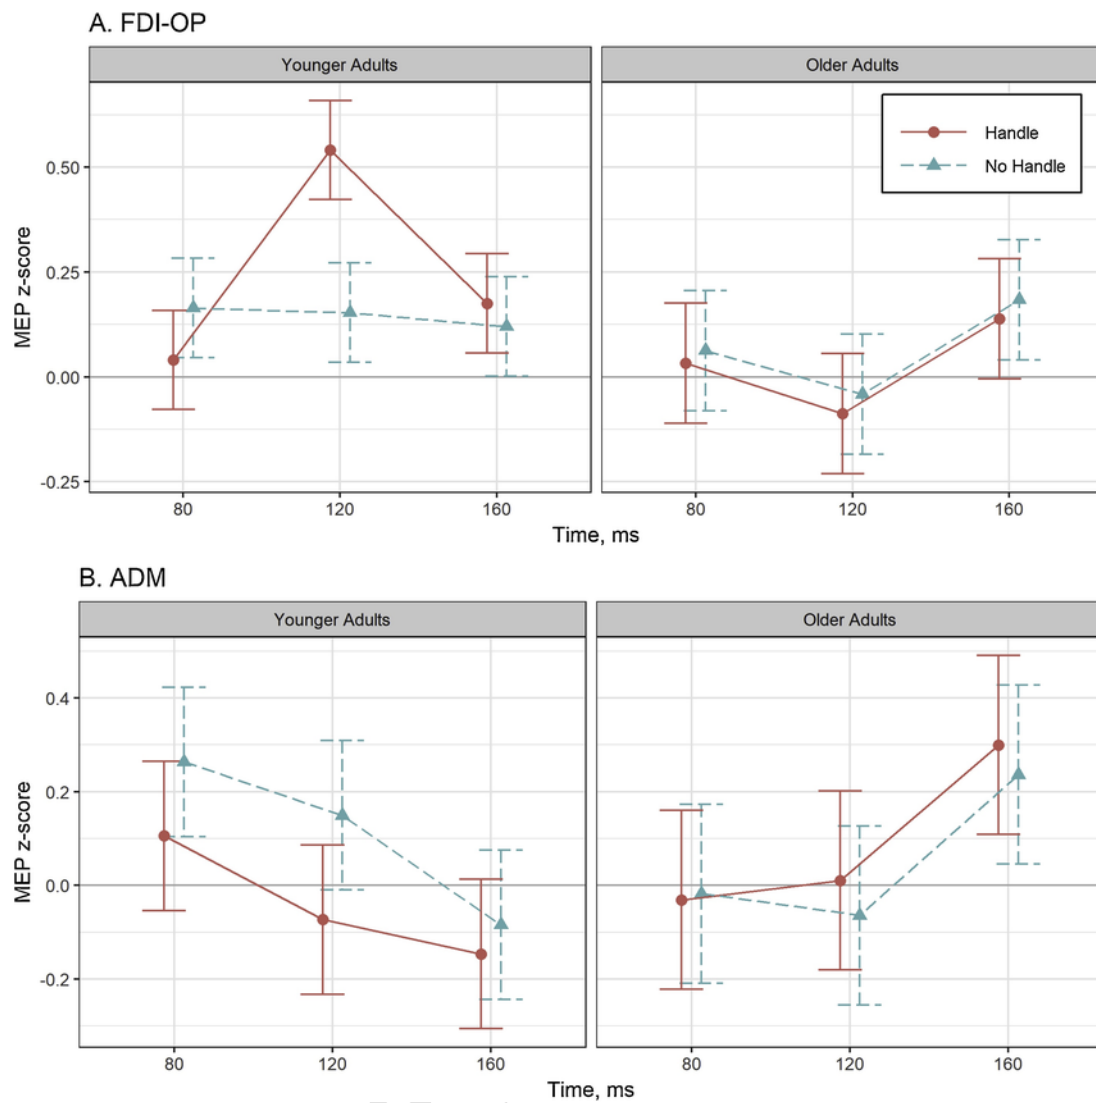 A. FDI-OP
Younger Adults
Older Adults
Handle
No Handle
MEP z-score
0.50
0.25
0.00
-0.25
80
120
160
80
120
160
Time, ms
B. ADM
Younger Adults
Older Adults
MEP z-score
0.4
0.2
0.0
-0.2
80
120
160
80
120
160
Time, ms